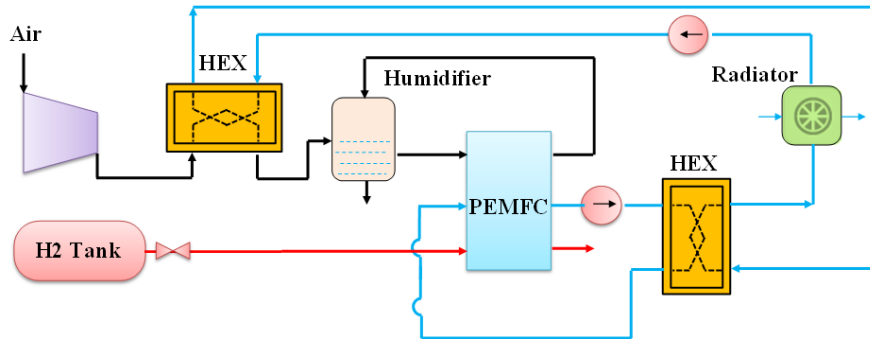 Air
HEX
Humidifier
Radiator
HEX
PEMFC
H2 Tank